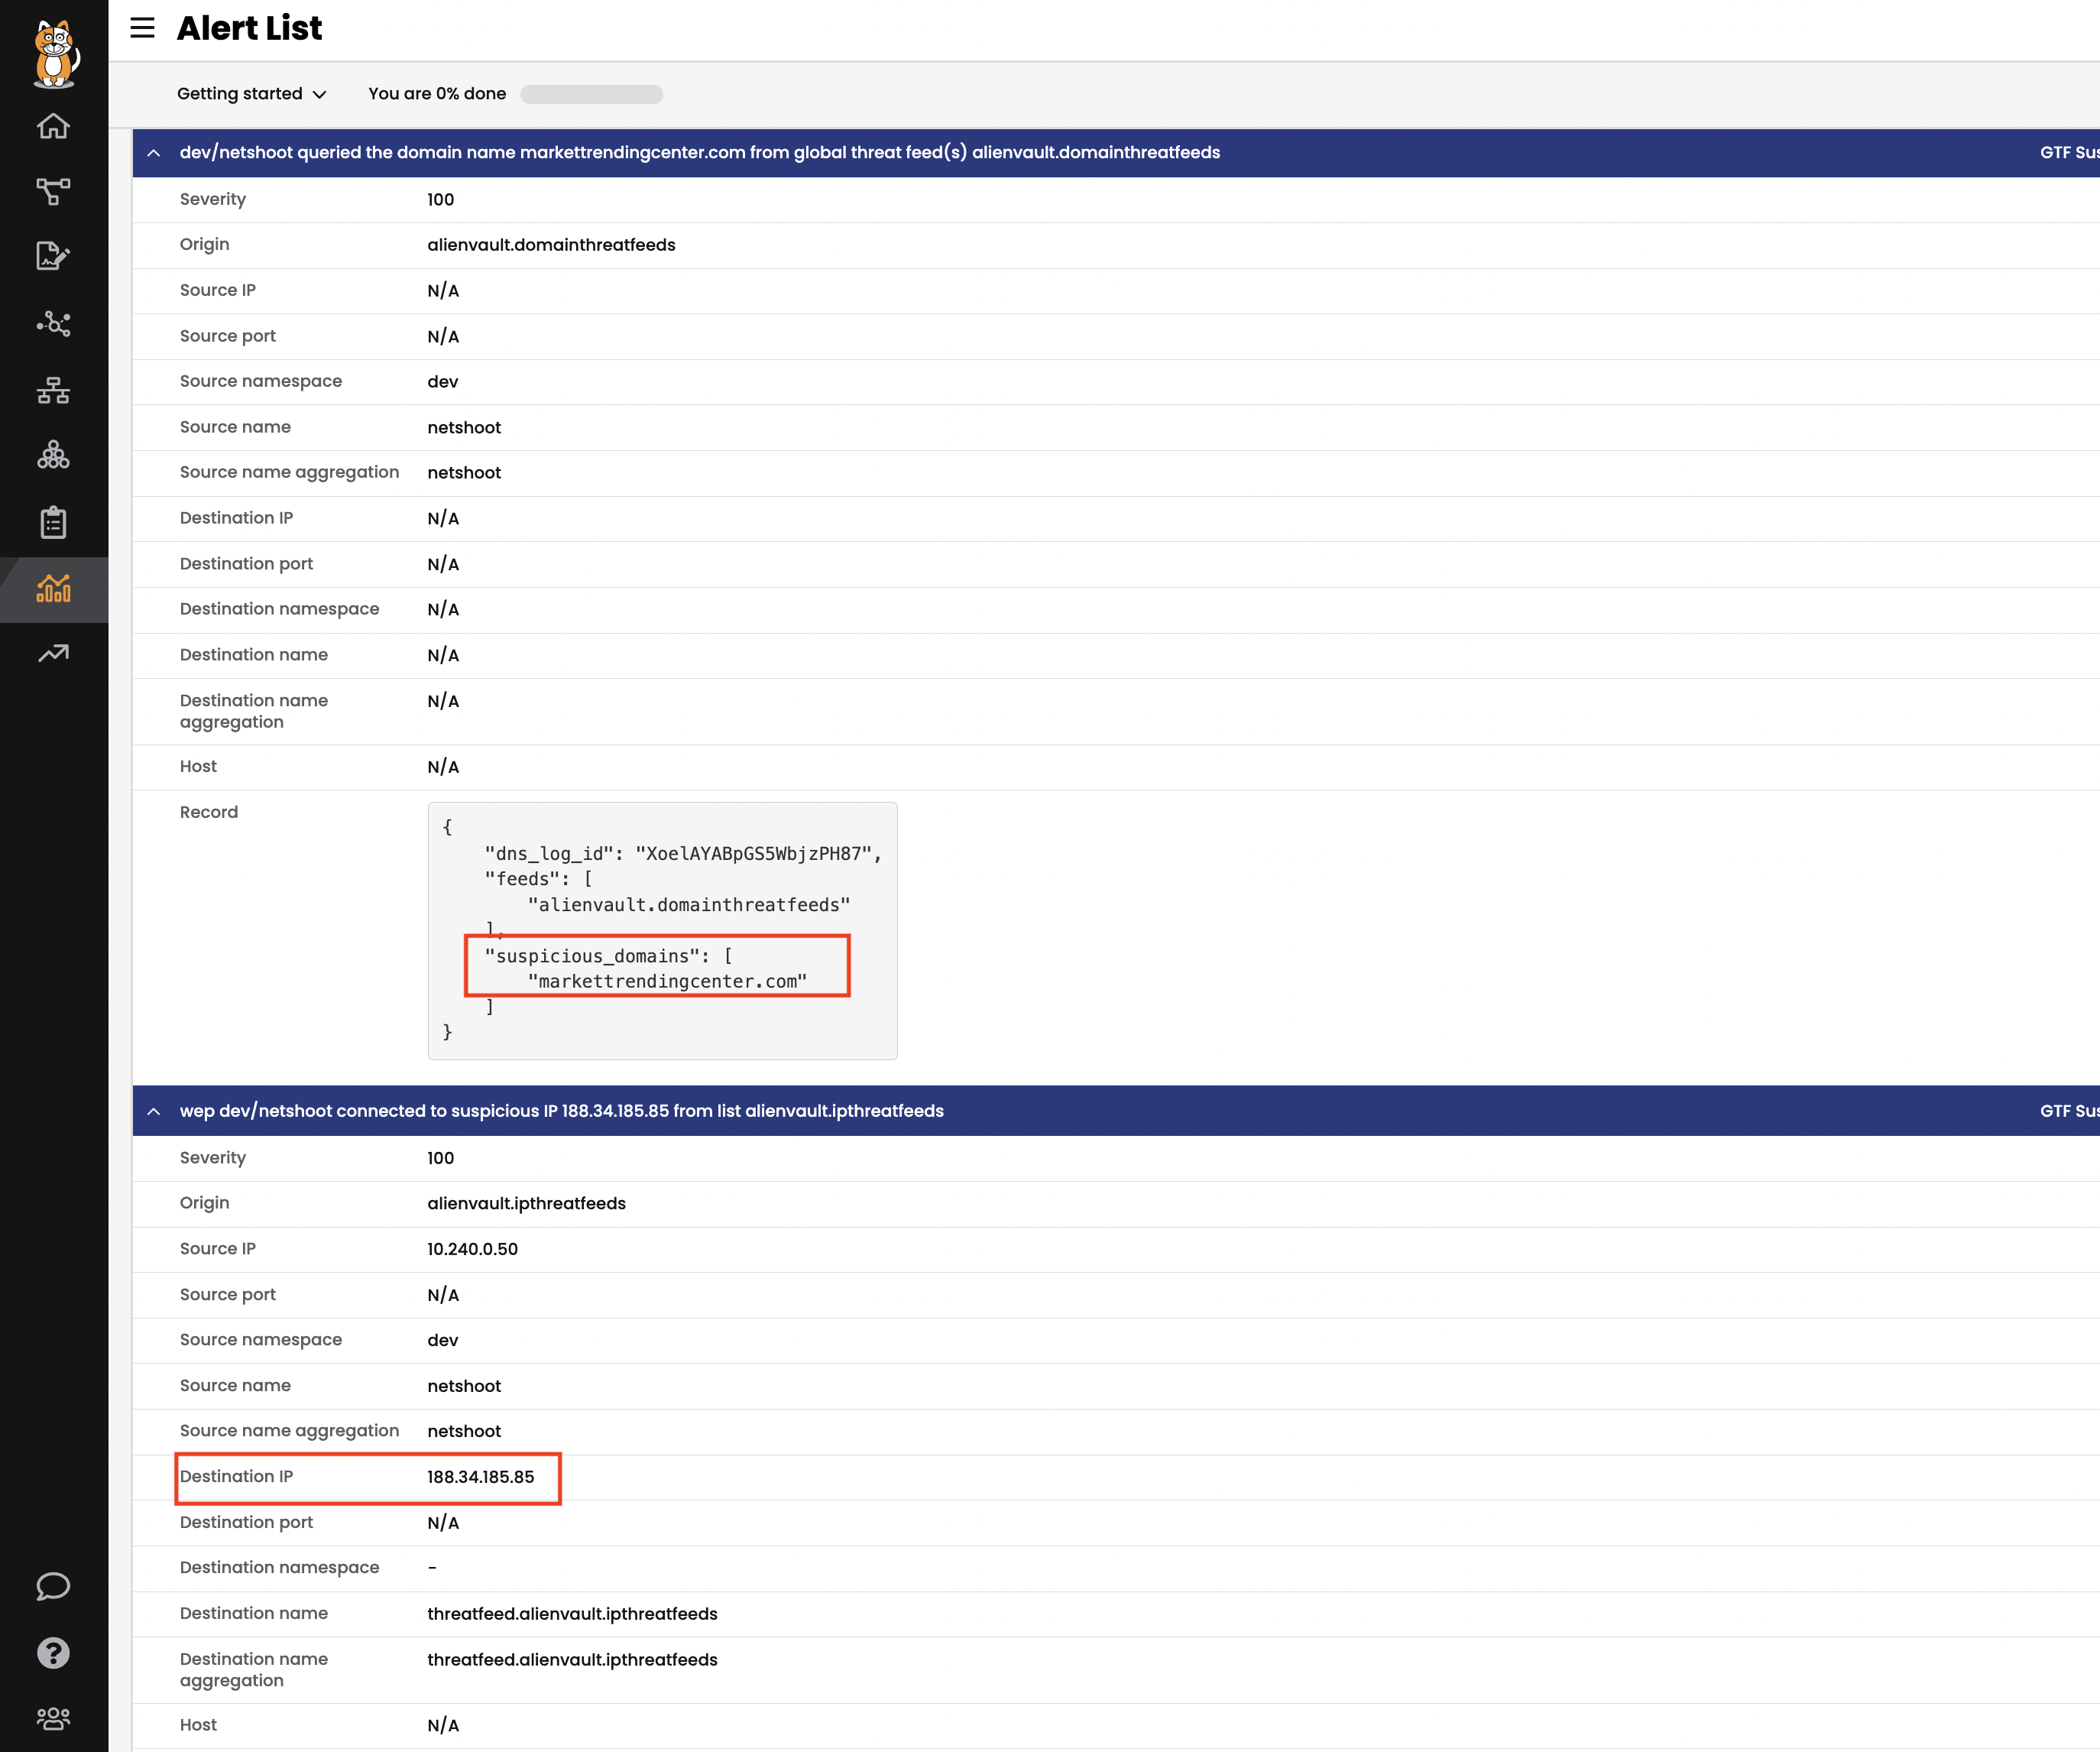 Alert List
Getting started
You are 0% done
dev/netshoot queried the domain name markettrendingcenter.com from global threat feed(s) alienvault.domainthreatfeeds GTF Sus
Severity 100
Origin alienvault.domainthreatfeeds
Source IP N/A
Source port N/A
Source namespace dev
Source name netshoot
Source name aggregation netshoot
Destination IP N/A
Destination port N/A
Destination namespace N/A
Destination name N/A
Destination name N/A
aggregation
Host N/A
Record
{
"dns_log_id": "XoelAYABpGS5WbjzPH87",
"feeds": [
"alienvault.domainthreatfeeds"
],
"suspicious_domains": [
"markettrendingcenter.com"
]
}
wep dev/netshoot connected to suspicious IP 188.34.185.85 from list alienvault.ipthreatfeeds GTF Sus
Severity 100
Origin alienvault.ipthreatfeeds
Source IP 10.240.0.50
Source port N/A
Source namespace dev
Source name netshoot
Source name aggregation netshoot
Destination IP 188.34.185.85
Destination port N/A
Destination namespace -
Destination name threatfeed.alienvault.ipthreatfeeds
Destination name threatfeed.alienvault.ipthreatfeeds
aggregation
Host N/A